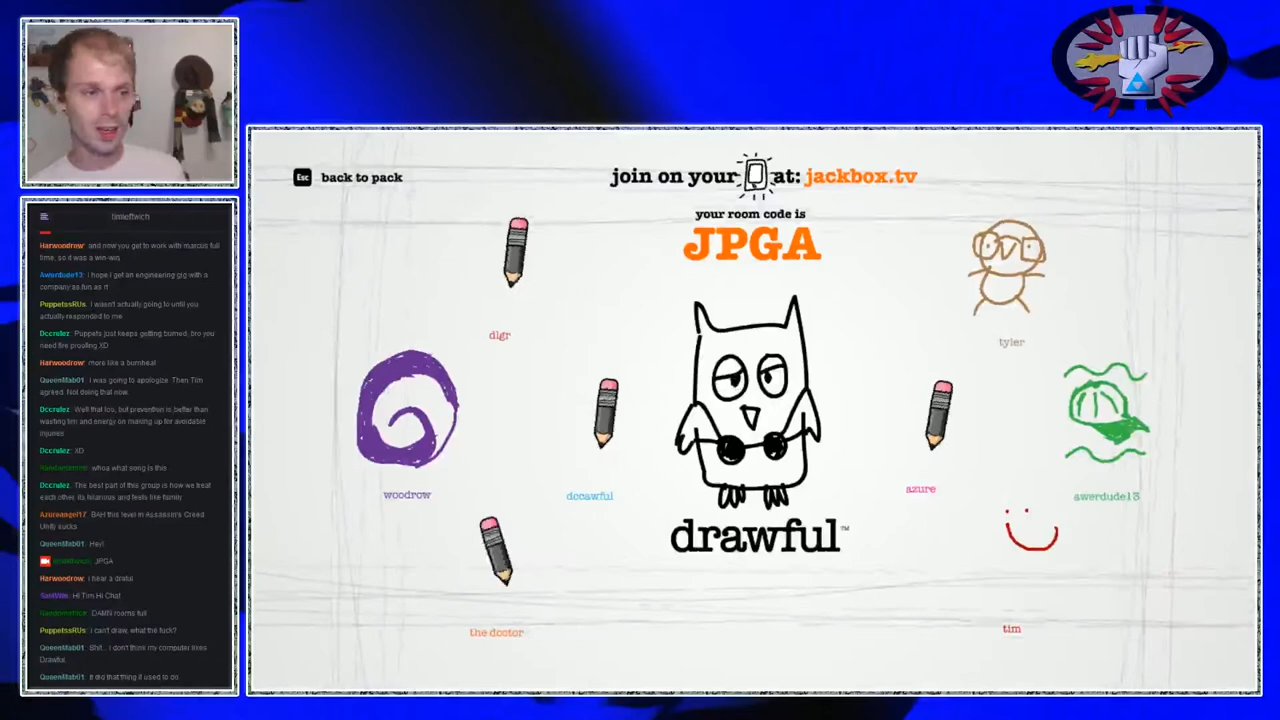 Esc back to pack
join on your at: jackbox.tv
your room code is
JPGA
dlgr
tyler
woodrow
dccawful
azure
awerdude13
drawful™
the doctor
tim
Harwoodrow: and now you get to work with marcus full
time, so it was a win-win
Awerdude13: I hope I get an engineering gig with a
company as fun as rt
PuppetssRUs: I wasn't actually going to until you
actually responded to me
Dccrulez: Puppets just keeps getting burned, bro you
need fire proofing XD
Harwoodrow: more like a burnheal
QueenMab01: I was going to apologize. Then Tim
agreed. Not doing that now.
Dccrulez: Well that too, but prevention is better than
wasting tim and energy on making up for avoidable
injuries
Dccrulez: XD
whoa what song is this
Dccrulez: The best part of this group is how we treat
each other, its hilarious and feels like family
Azureangel17: BAH this level in Assassin's Creed
Unity sucks
QueenMab01: Hey!
JPGA
Harwoodrow: I hear a draful
Hi Tim Hi Chat
DAMN rooms full
PuppetssRUs: I can't draw, what the fuck?
QueenMab01: Shit... I don't think my computer likes
Drawful.
QueenMab01: It did that thing it used to do.